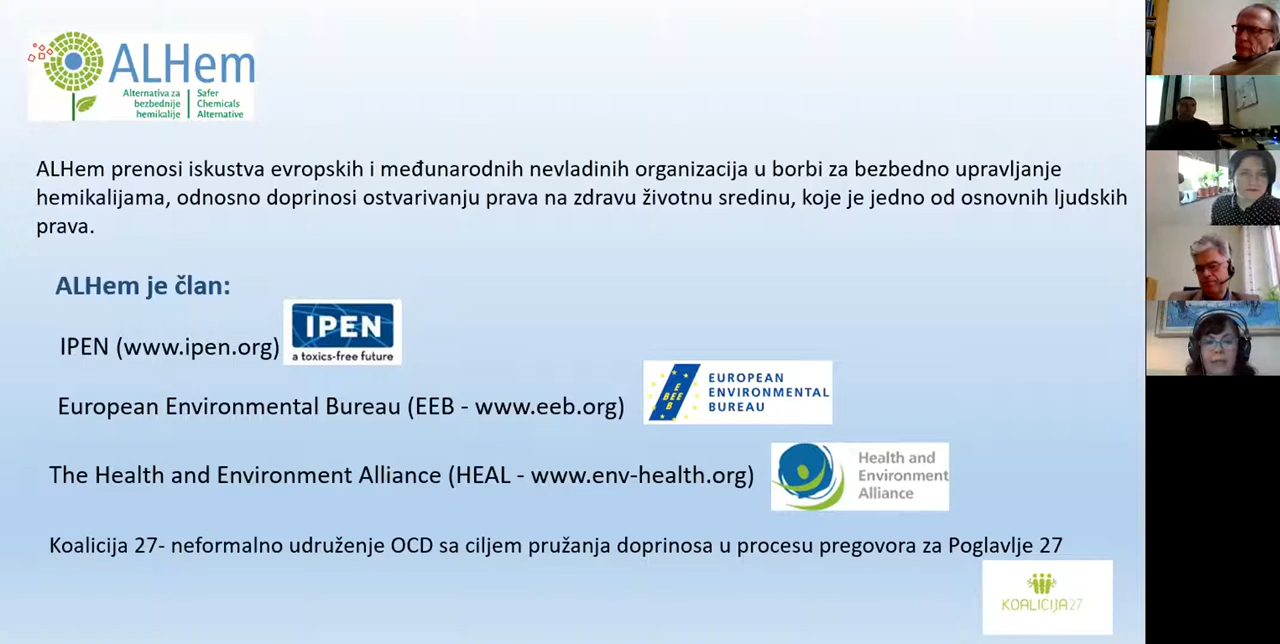 ALHem
Alternativa za
bezbednije
hemikalije
Safer
Chemicals
Alternative
ALHem prenosi iskustva evropskih i međunarodnih nevladinih organizacija u borbi za bezbedno upravljanje
hemikalijama, odnosno doprinosi ostvarivanju prava na zdravu životnu sredinu, koje je jedno od osnovnih ljudskih
prava.
ALHem je član:
IPEN (www.ipen.org)
IPEN
a toxics-free future
European Environmental Bureau (EEB - www.eeb.org)
E
BEE
B
EUROPEAN
ENVIRONMENTAL
BUREAU
The Health and Environment Alliance (HEAL - www.env-health.org)
Health and
Environment
Alliance
Koalicija 27- neformalno udruženje OCD sa ciljem pružanja doprinosa u procesu pregovora za Poglavlje 27
KOALICIJA27